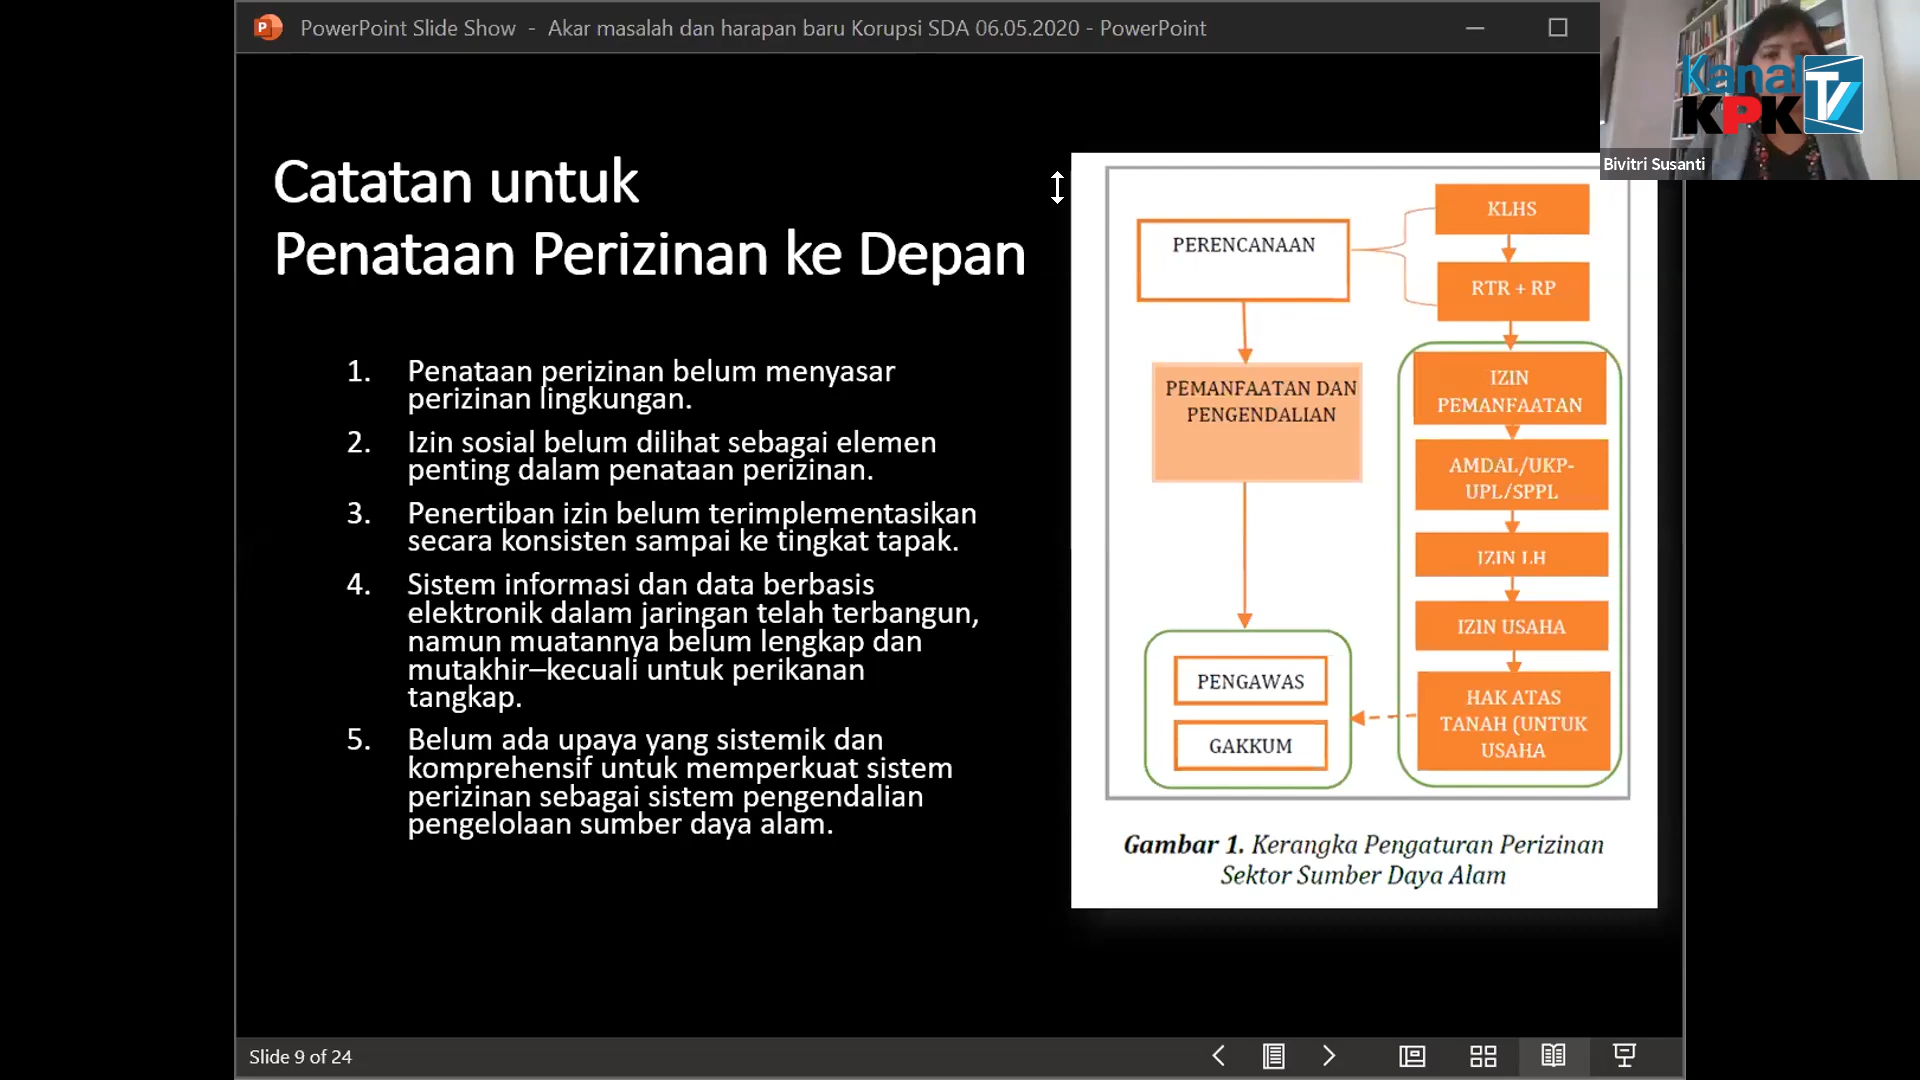 PowerPoint Slide Show - Akar masalah dan harapan baru Korupsi SDA 06.05.2020 - PowerPoint
Kanal
KPK
TV
Bivitri Susanti
Catatan untuk
Penataan Perizinan ke Depan
1. Penataan perizinan belum menyasar
perizinan lingkungan.
2. Izin sosial belum dilihat sebagai elemen
penting dalam penataan perizinan.
3. Penertiban izin belum terimplementasikan
secara konsisten sampai ke tingkat tapak.
4. Sistem informasi dan data berbasis
elektronik dalam jaringan telah terbangun,
namun muatannya belum lengkap dan
mutakhir–kecuali untuk perikanan
tangkap.
5. Belum ada upaya yang sistemik dan
komprehensif untuk memperkuat sistem
perizinan sebagai sistem pengendalian
pengelolaan sumber daya alam.
PERENCANAAN
PEMANFAATAN DAN
PENGENDALIAN
PENGAWAS
GAKKUM
KLHS
RTR + RP
IZIN
PEMANFAATAN
AMDAL/UKP-
UPL/SPPL
IZIN LH
IZIN USAHA
HAK ATAS
TANAH (UNTUK
USAHA
Gambar 1. Kerangka Pengaturan Perizinan
Sektor Sumber Daya Alam
Slide 9 of 24